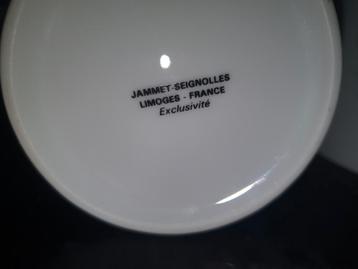 JAMMET-SEIGNOLLES
LIMOGES - FRANCE
Exclusivité